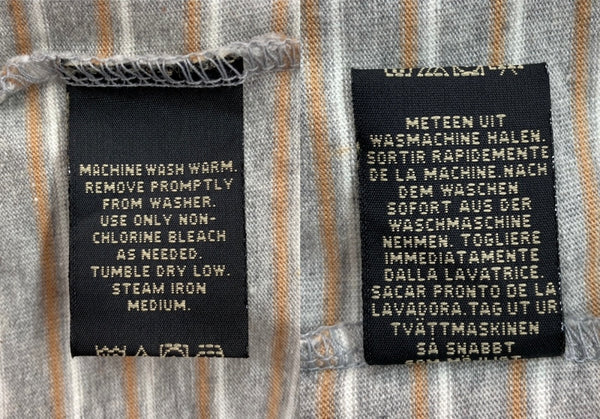 MACHINE WASH WARM.
REMOVE PROMPTLY
FROM WASHER.
USE ONLY NON-
CHLORINE BLEACH
AS NEEDED.
TUMBLE DRY LOW.
STEAM IRON
MEDIUM.
METEEN UIT
WASMACHINE HALEN.
SORTIR RAPIDEMENTE
DE LA MACHINE. NACH
DEM WASCHEN
SOFORT AUS DER
WASCHMASCHINE
NEHMEN. TOGLIERE
IMMEDIATAMENTE
DALLA LAVATRICE.
SACAR PRONTO DE LA
LAVADORA. TAG UT UR
TVÄTTMASKINEN
SÅ SNABBT